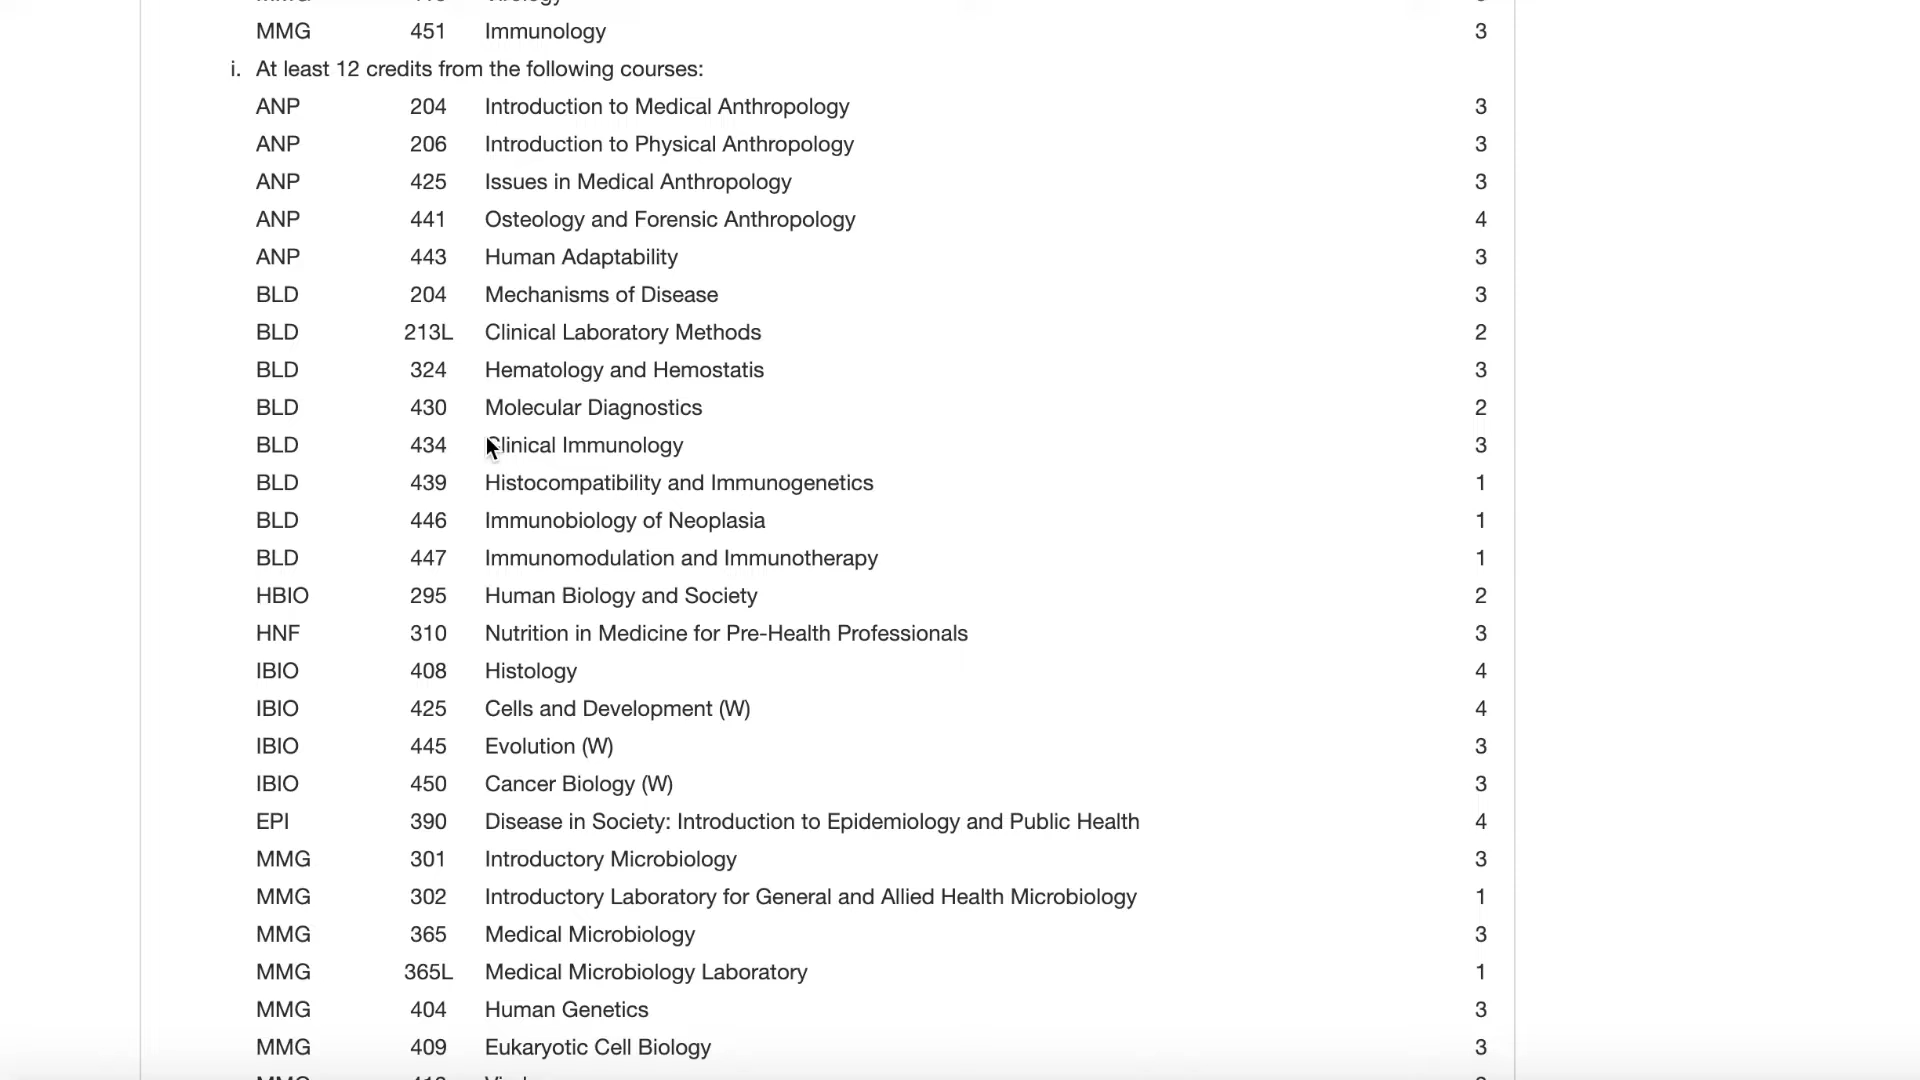 MMG 451 Immunology 3
i. At least 12 credits from the following courses:
ANP 204 Introduction to Medical Anthropology 3
ANP 206 Introduction to Physical Anthropology 3
ANP 425 Issues in Medical Anthropology 3
ANP 441 Osteology and Forensic Anthropology 4
ANP 443 Human Adaptability 3
BLD 204 Mechanisms of Disease 3
BLD 213L Clinical Laboratory Methods 2
BLD 324 Hematology and Hemostatis 3
BLD 430 Molecular Diagnostics 2
BLD 434 Clinical Immunology 3
BLD 439 Histocompatibility and Immunogenetics 1
BLD 446 Immunobiology of Neoplasia 1
BLD 447 Immunomodulation and Immunotherapy 1
HBIO 295 Human Biology and Society 2
HNF 310 Nutrition in Medicine for Pre-Health Professionals 3
IBIO 408 Histology 4
IBIO 425 Cells and Development (W) 4
IBIO 445 Evolution (W) 3
IBIO 450 Cancer Biology (W) 3
EPI 390 Disease in Society: Introduction to Epidemiology and Public Health 4
MMG 301 Introductory Microbiology 3
MMG 302 Introductory Laboratory for General and Allied Health Microbiology 1
MMG 365 Medical Microbiology 3
MMG 365L Medical Microbiology Laboratory 1
MMG 404 Human Genetics 3
MMG 409 Eukaryotic Cell Biology 3